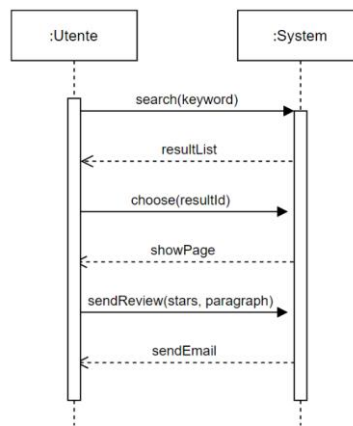 :Utente
:System
search(keyword)
resultList
choose(resultId)
showPage
sendReview(stars, paragraph)
sendEmail